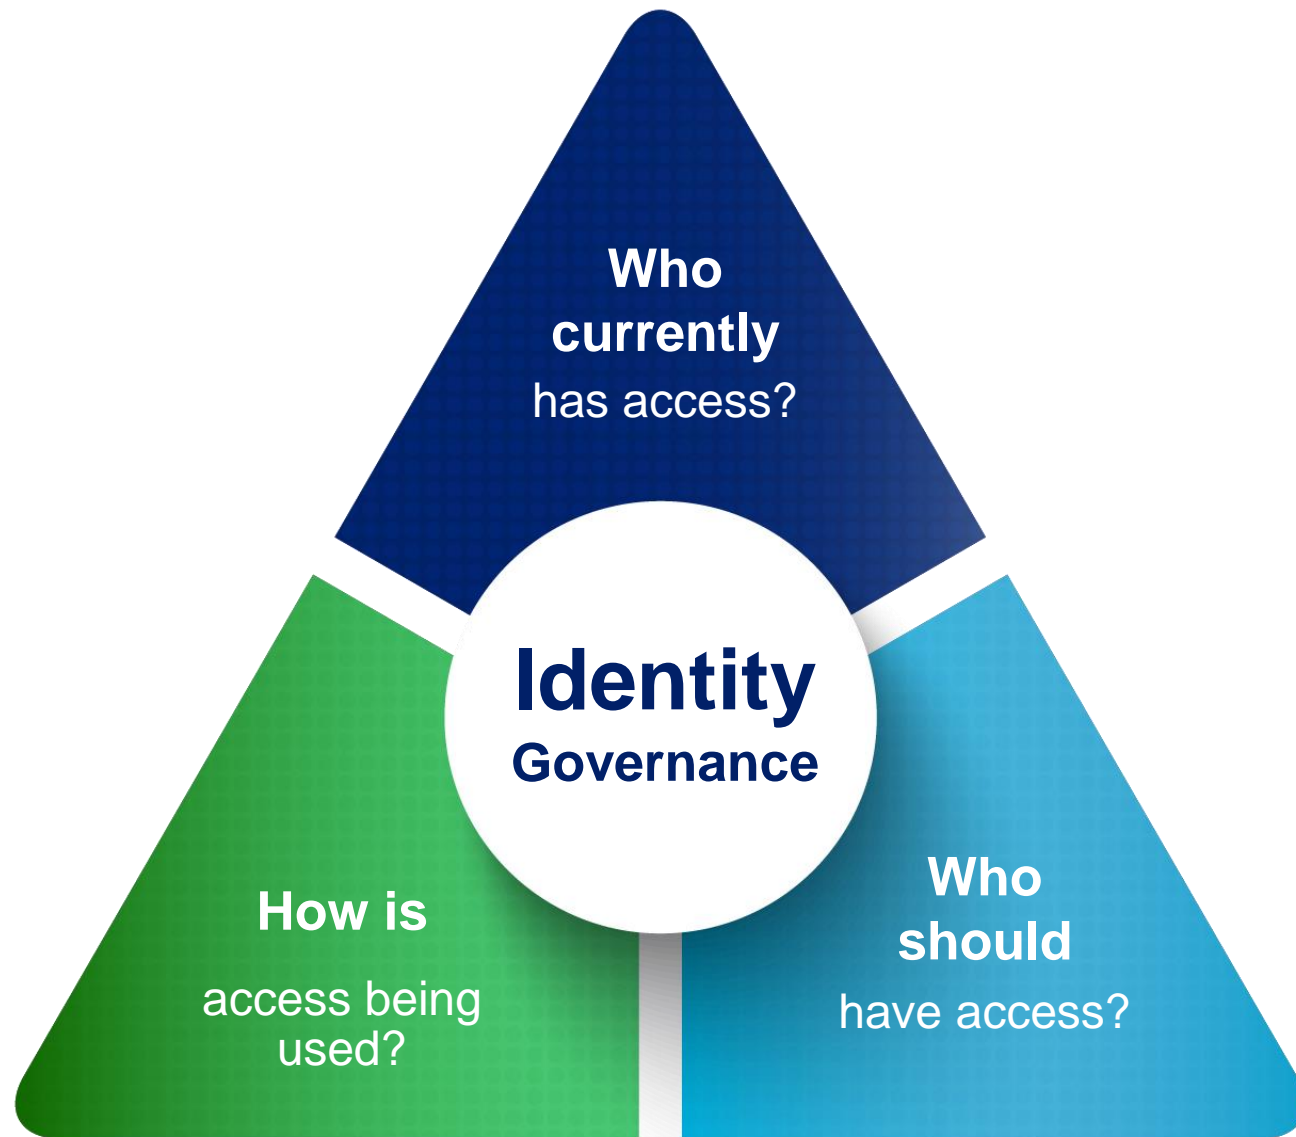 Who
currently
has access?
Identity
Governance
How is
access being
used?
Who
should
have access?